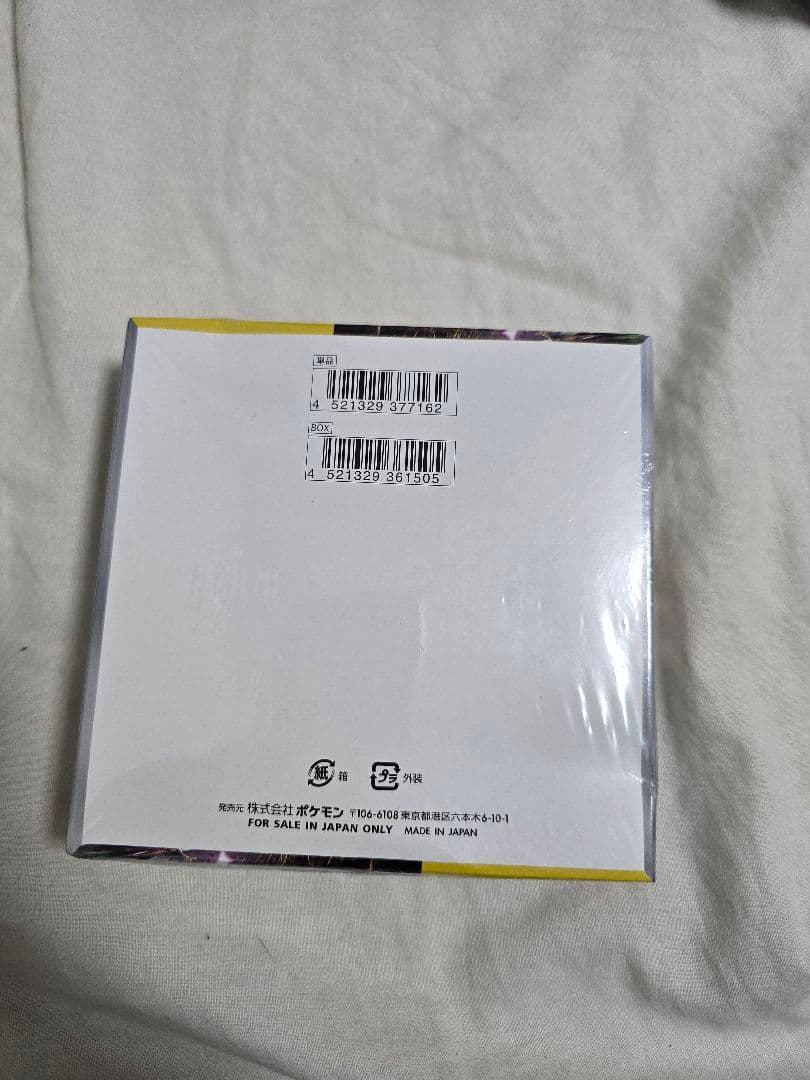 単品
4 521329 377162
BOX
4 521329 361505
紙 箱 プラ 外装
発売元 株式会社ポケモン 〒106-6108 東京都港区六本木6-10-1
FOR SALE IN JAPAN ONLY MADE IN JAPAN